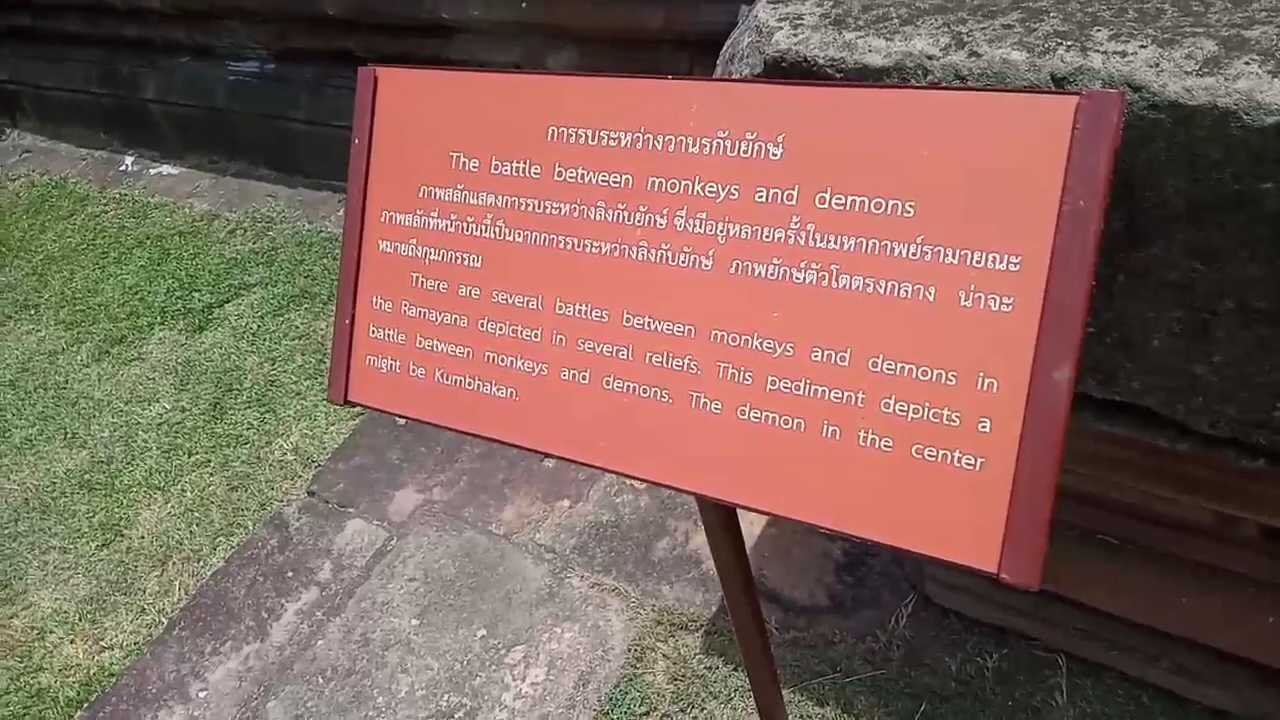 การรบระหว่างวานรกับยักษ์
The battle between monkeys and demons
ภาพสลักแสดงการรบระหว่างลิงกับยักษ์ ซึ่งมีอยู่หลายครั้งในมหากาพย์รามายณะ
ภาพสลักที่หน้าบันนี้เป็นฉากการรบระหว่างลิงกับยักษ์ ภาพยักษ์ตัวโตตรงกลาง น่าจะ
หมายถึงกุมภกรรณ
There are several battles between monkeys and demons in
the Ramayana depicted in several reliefs. This pediment depicts a
battle between monkeys and demons. The demon in the center
might be Kumbhakan.